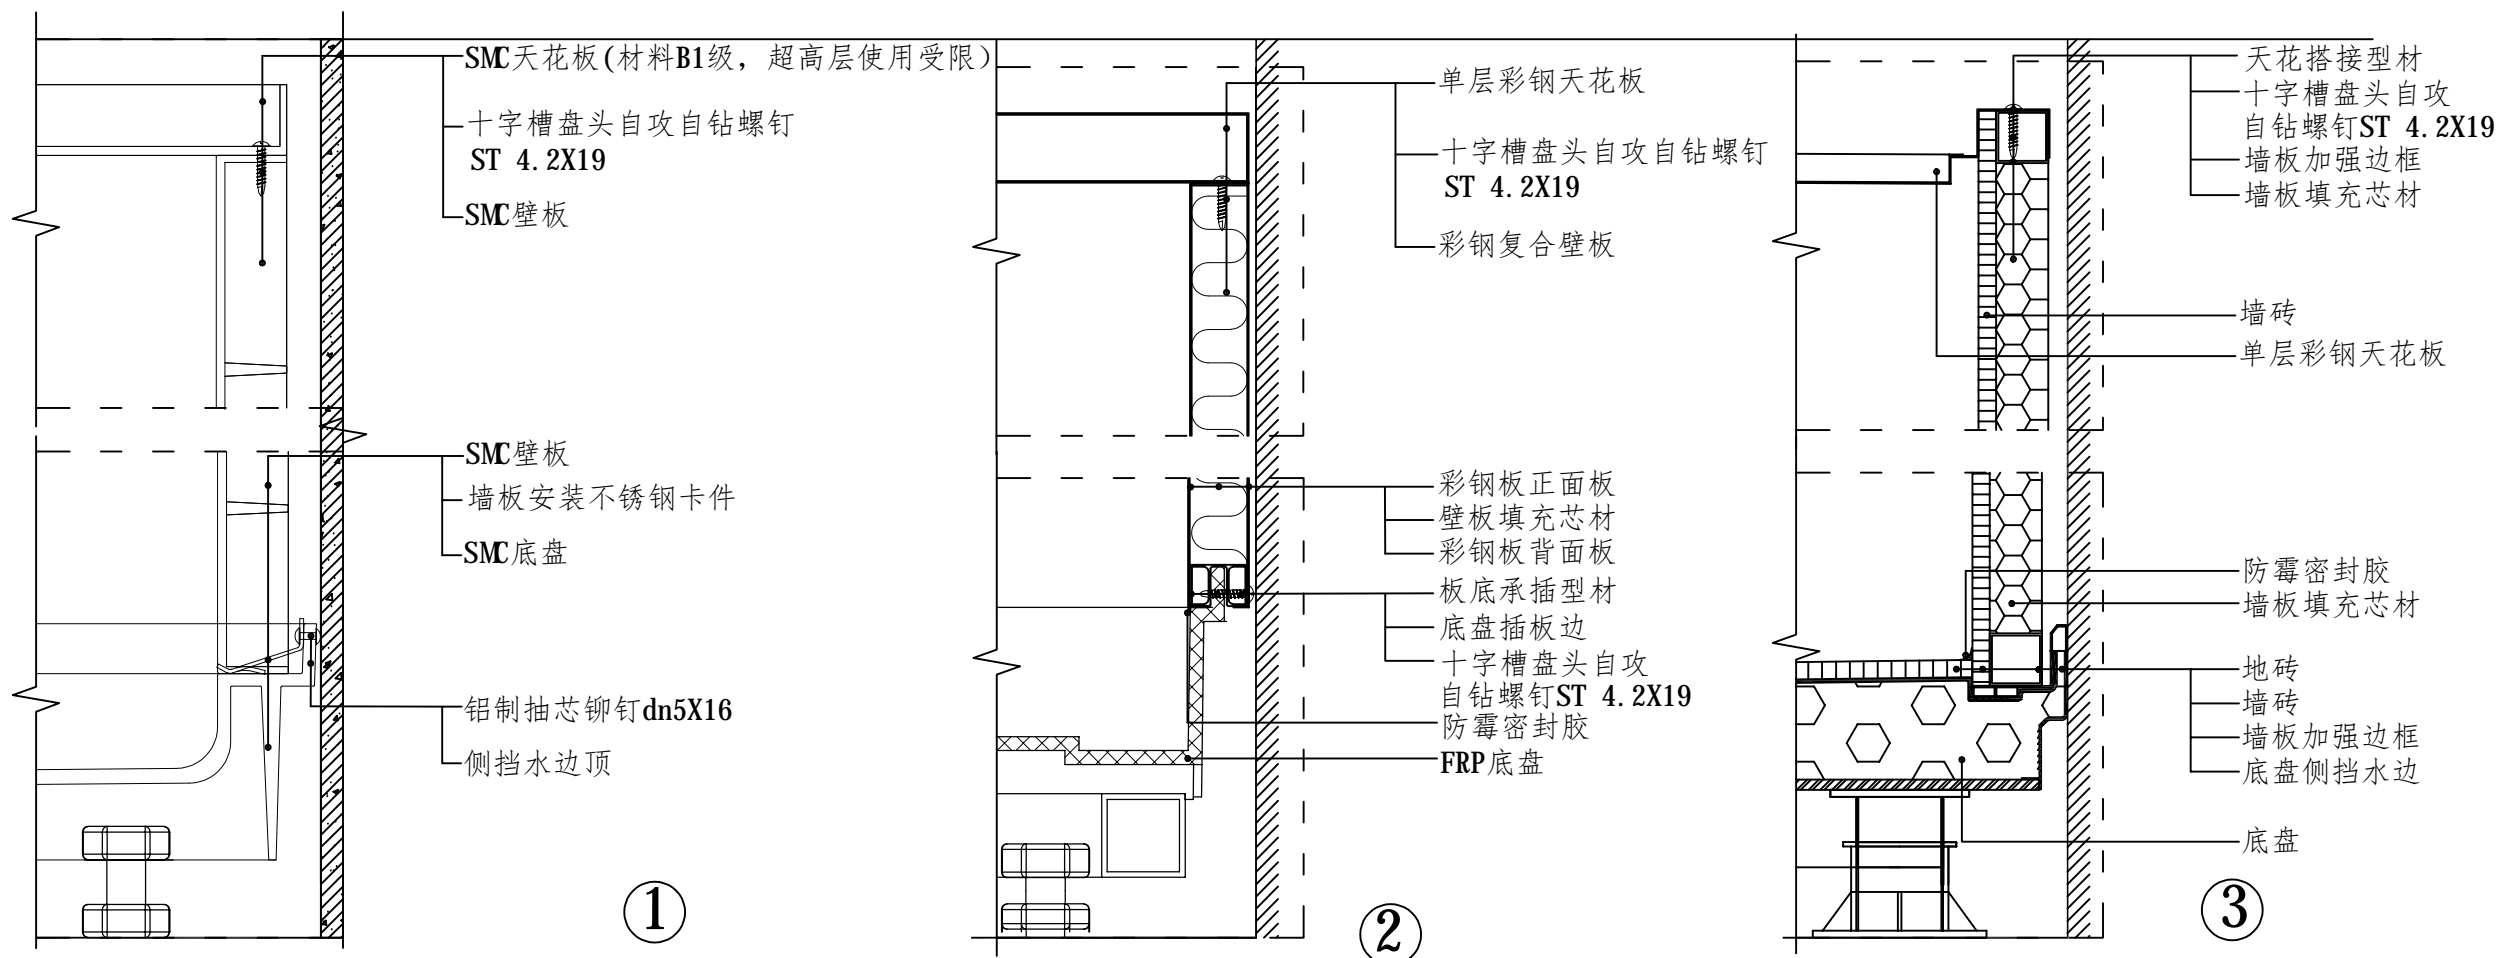 SMC天花板(材料B1级，超高层使用受限)
十字槽盘头自攻自钻螺钉
ST 4.2X19
SMC壁板
SMC壁板
墙板安装不锈钢卡件
SMC底盘
铝制抽芯铆钉dn5X16
侧挡水边顶
①
单层彩钢天花板
十字槽盘头自攻自钻螺钉
ST 4.2X19
彩钢复合壁板
彩钢板正面板
壁板填充芯材
彩钢板背面板
板底承插型材
底盘插板边
十字槽盘头自攻
自钻螺钉ST 4.2X19
防霉密封胶
FRP底盘
②
天花搭接型材
十字槽盘头自攻
自钻螺钉ST 4.2X19
墙板加强边框
墙板填充芯材
墙砖
单层彩钢天花板
防霉密封胶
墙板填充芯材
地砖
墙砖
墙板加强边框
底盘侧挡水边
底盘
③